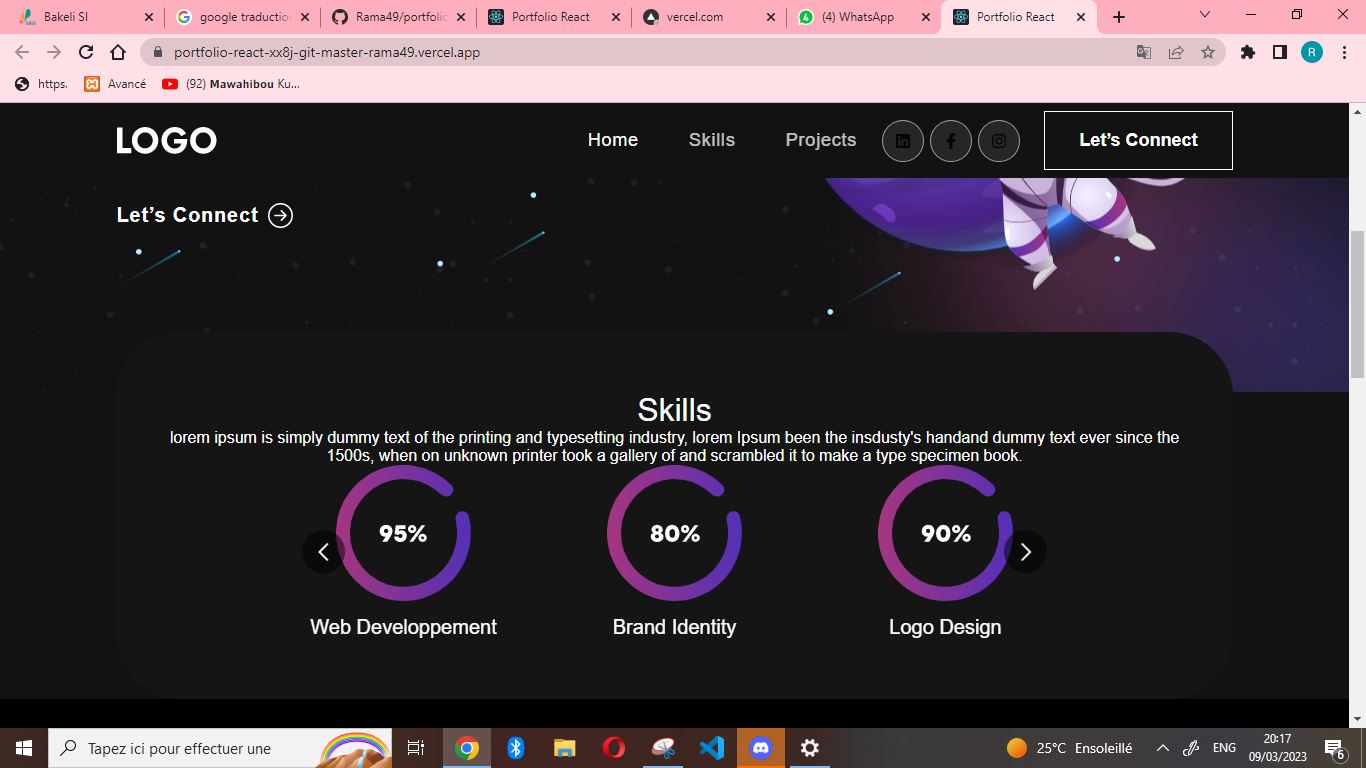 Bakeli SI
google traduction
Rama49/portfolio
Portfolio React
vercel.com
(4) WhatsApp
Portfolio React
portfolio-react-xx8j-git-master-rama49.vercel.app
R
https.
Avancé
(92) Mawahibou Ku...
LOGO
Home
Skills
Projects
Let's Connect
Let's Connect
Skills
lorem ipsum is simply dummy text of the printing and typesetting industry, lorem Ipsum been the insdusty's handand dummy text ever since the
1500s, when on unknown printer took a gallery of and scrambled it to make a type specimen book.
95%
80%
90%
Web Developpement
Brand Identity
Logo Design
Tapez ici pour effectuer une
25°C Ensoleillé
ENG
20:17
09/03/2023
6